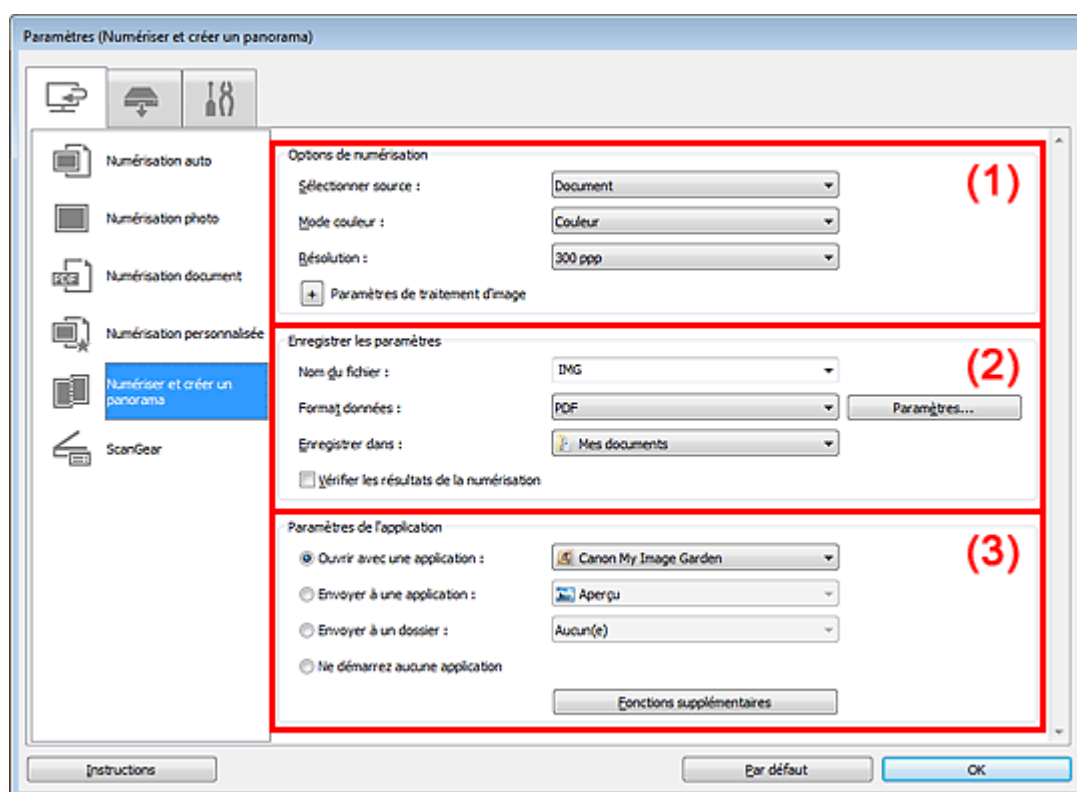 Paramètres (Numériser et créer un panorama)
Numérisation auto
Numérisation photo
Numérisation document
Numérisation personnalisée
Numériser et créer un
panorama
ScanGear
Options de numérisation
(1)
Sélectionner source : Document
Mode couleur : Couleur
Résolution : 300 ppp
+ Paramètres de traitement d'image
Enregistrer les paramètres
(2)
Nom du fichier : IMG
Format données : PDF Paramètres...
Enregistrer dans : Mes documents
Vérifier les résultats de la numérisation
Paramètres de l'application
(3)
Ouvrir avec une application : Canon My Image Garden
Envoyer à une application : Aperçu
Envoyer à un dossier : Aucun(e)
Ne démarrez aucune application
Fonctions supplémentaires
Instructions Par défaut OK